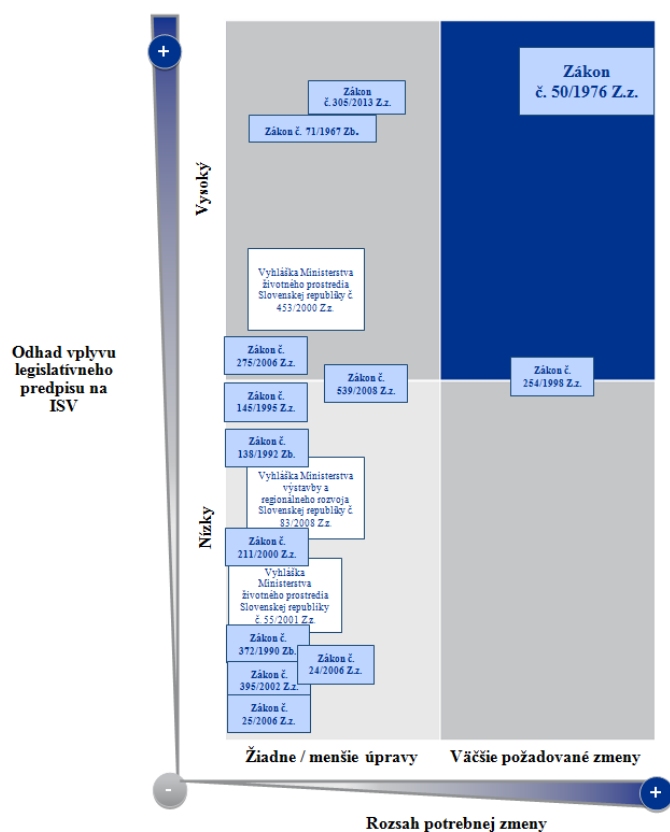 +
Zákon
č. 50/1976 Z.z.
Zákon
č. 305/2013 Z.z.
Zákon č. 71/1967 Zb.
Vysoký
Vyhláška Ministerstva
životného prostredia
Slovenskej republiky č.
453/2000 Z.z.
Odhad vplyvu
legislatívneho
predpisu na
ISV
Zákon č.
275/2006 Z.z.
Zákon č.
539/2008 Z.z.
Zákon č.
254/1998 Z.z.
Zákon č.
145/1995 Z.z.
Zákon č.
138/1992 Zb.
Vyhláška Ministerstva
výstavby a
regionálneho rozvoja
Slovenskej republiky č.
83/2008 Z.z.
Nízky
Zákon č.
211/2000 Z.z.
Vyhláška
Ministerstva
životného prostredia
Slovenskej republiky
č. 55/2001 Z.z.
Zákon č.
372/1990 Zb.
Zákon č.
24/2006 Z.z.
Zákon č.
395/2002 Z.z.
Zákon č.
25/2006 Z.z.
Žiadne / menšie úpravy
Väčšie požadované zmeny
-
+
Rozsah potrebnej zmeny